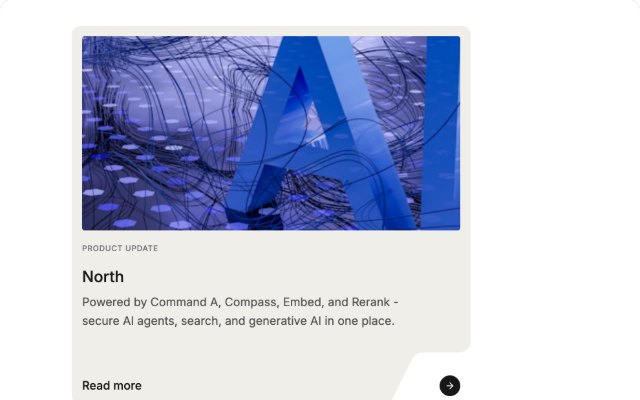 AI
PRODUCT UPDATE
North
Powered by Command A, Compass, Embed, and Rerank -
secure AI agents, search, and generative AI in one place.
Read more